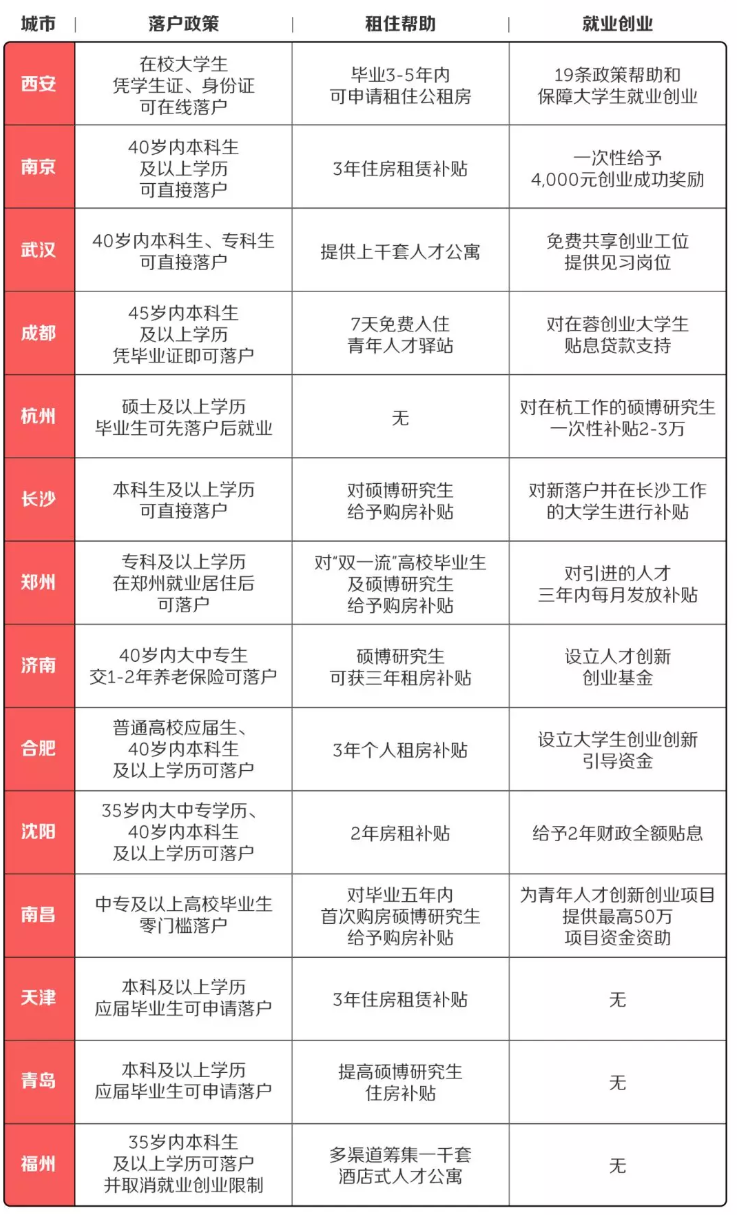 城市 落户政策 租住帮助 就业创业
西安
在校大学生
凭学生证、身份证
可在线落户
毕业3-5年内
可申请租住公租房
19条政策帮助和
保障大学生就业创业
南京
40岁内本科生
及以上学历
可直接落户
3年住房租赁补贴
一次性给予
4,000元创业成功奖励
武汉
40岁内本科生、专科生
可直接落户
提供上千套人才公寓
免费共享创业工位
提供见习岗位
成都
45岁内本科生
及以上学历
凭毕业证即可落户
7天免费入住
青年人才驿站
对在蓉创业大学生
贴息贷款支持
杭州
硕士及以上学历
毕业生可先落户后就业
无
对在杭工作的硕博研究生
一次性补贴2-3万
长沙
本科生及以上学历
可直接落户
对硕博研究生
给予购房补贴
对新落户并在长沙工作
的大学生进行补贴
郑州
专科及以上学历
在郑州就业居住后
可落户
对“双一流”高校毕业生
及硕博研究生
给予购房补贴
对引进的人才
三年内每月发放补贴
济南
40岁内大中专生
交1-2年养老保险可落户
硕博研究生
可获三年租房补贴
设立人才创新
创业基金
合肥
普通高校应届生、
40岁内本科生
及以上学历可落户
3年个人租房补贴
设立大学生创业创新
引导资金
沈阳
35岁内大中专学历、
40岁内本科生
及以上学历可落户
2年房租补贴
给予2年财政全额贴息
南昌
中专及以上高校毕业生
零门槛落户
对毕业五年内
首次购房硕博研究生
给予购房补贴
为青年人才创新创业项目
提供最高50万
项目资金资助
天津
本科及以上学历
应届毕业生可申请落户
3年住房租赁补贴
无
青岛
本科及以上学历
应届毕业生可申请落户
提高硕博研究生
住房补贴
无
福州
35岁内本科生
及以上学历可落户
并取消就业创业限制
多渠道筹集一千套
酒店式人才公寓
无